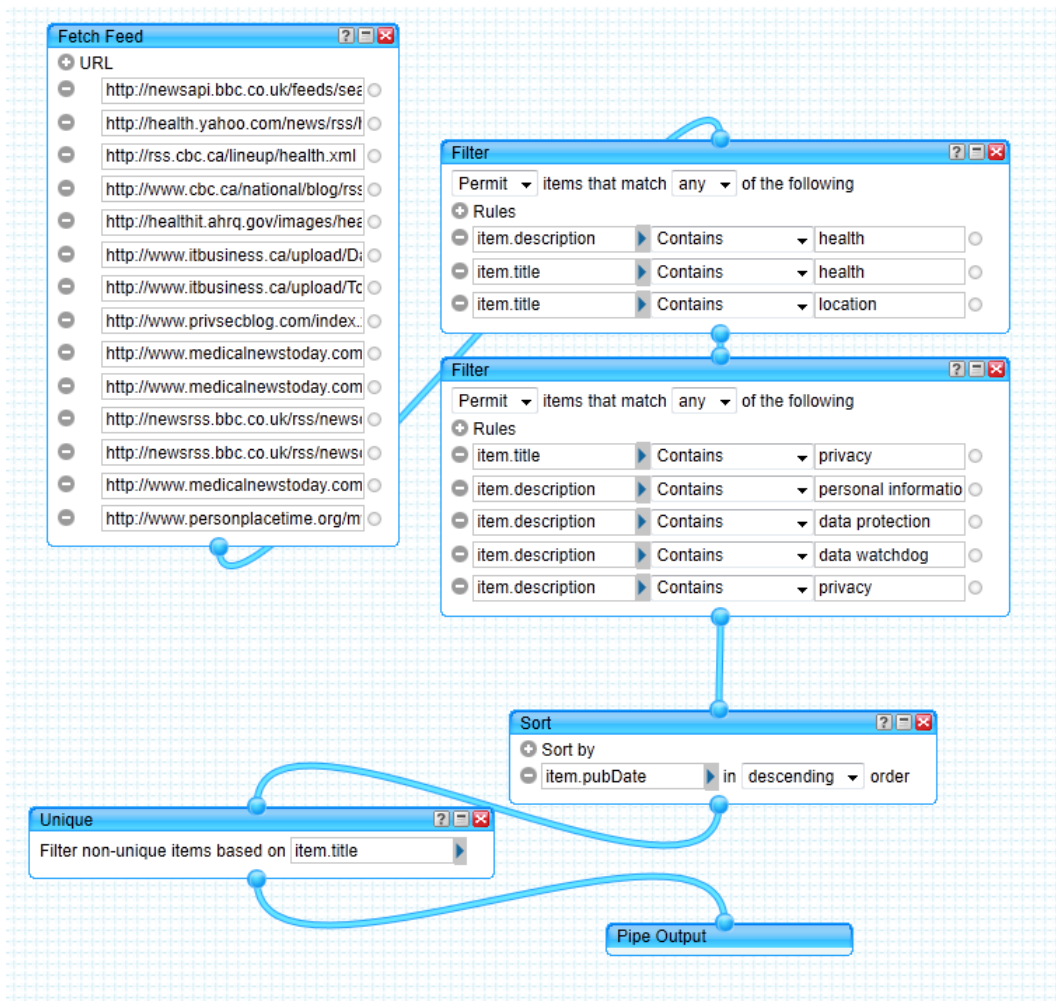 Fetch Feed
URL
http://newsapi.bbc.co.uk/feeds/sea
http://health.yahoo.com/news/rss/h
http://rss.cbc.ca/lineup/health.xml
http://www.cbc.ca/national/blog/rss
http://healthit.ahrq.gov/images/hea
http://www.itbusiness.ca/upload/Da
http://www.itbusiness.ca/upload/To
http://www.privsecblog.com/index.
http://www.medicalnewstoday.com
http://www.medicalnewstoday.com
http://newsrss.bbc.co.uk/rss/newso
http://newsrss.bbc.co.uk/rss/newso
http://www.medicalnewstoday.com
http://www.personplacetime.org/m
Filter
Permit items that match any of the following
Rules
item.description Contains health
item.title Contains health
item.title Contains location
Filter
Permit items that match any of the following
Rules
item.title Contains privacy
item.description Contains personal informatio
item.description Contains data protection
item.description Contains data watchdog
item.description Contains privacy
Sort
Sort by
item.pubDate in descending order
Unique
Filter non-unique items based on item.title
Pipe Output